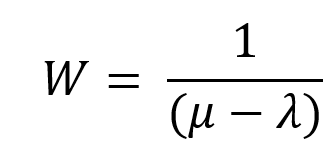 W = 1 / (μ − λ)